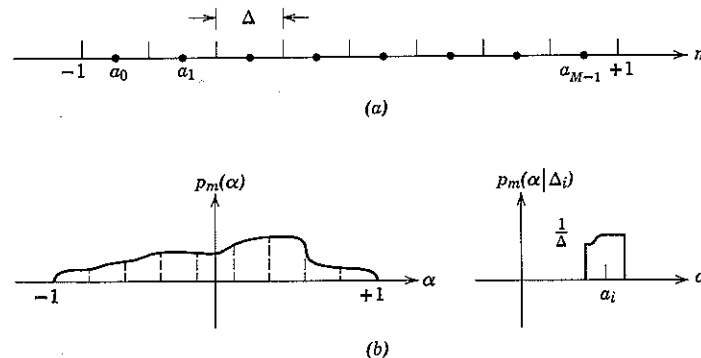 Δ
-1 a₀ a₁ a_{M-1} +1
(a)
p_m(α) p_m(α|Δ_i)
1/Δ
-1 +1 α a_i
(b)